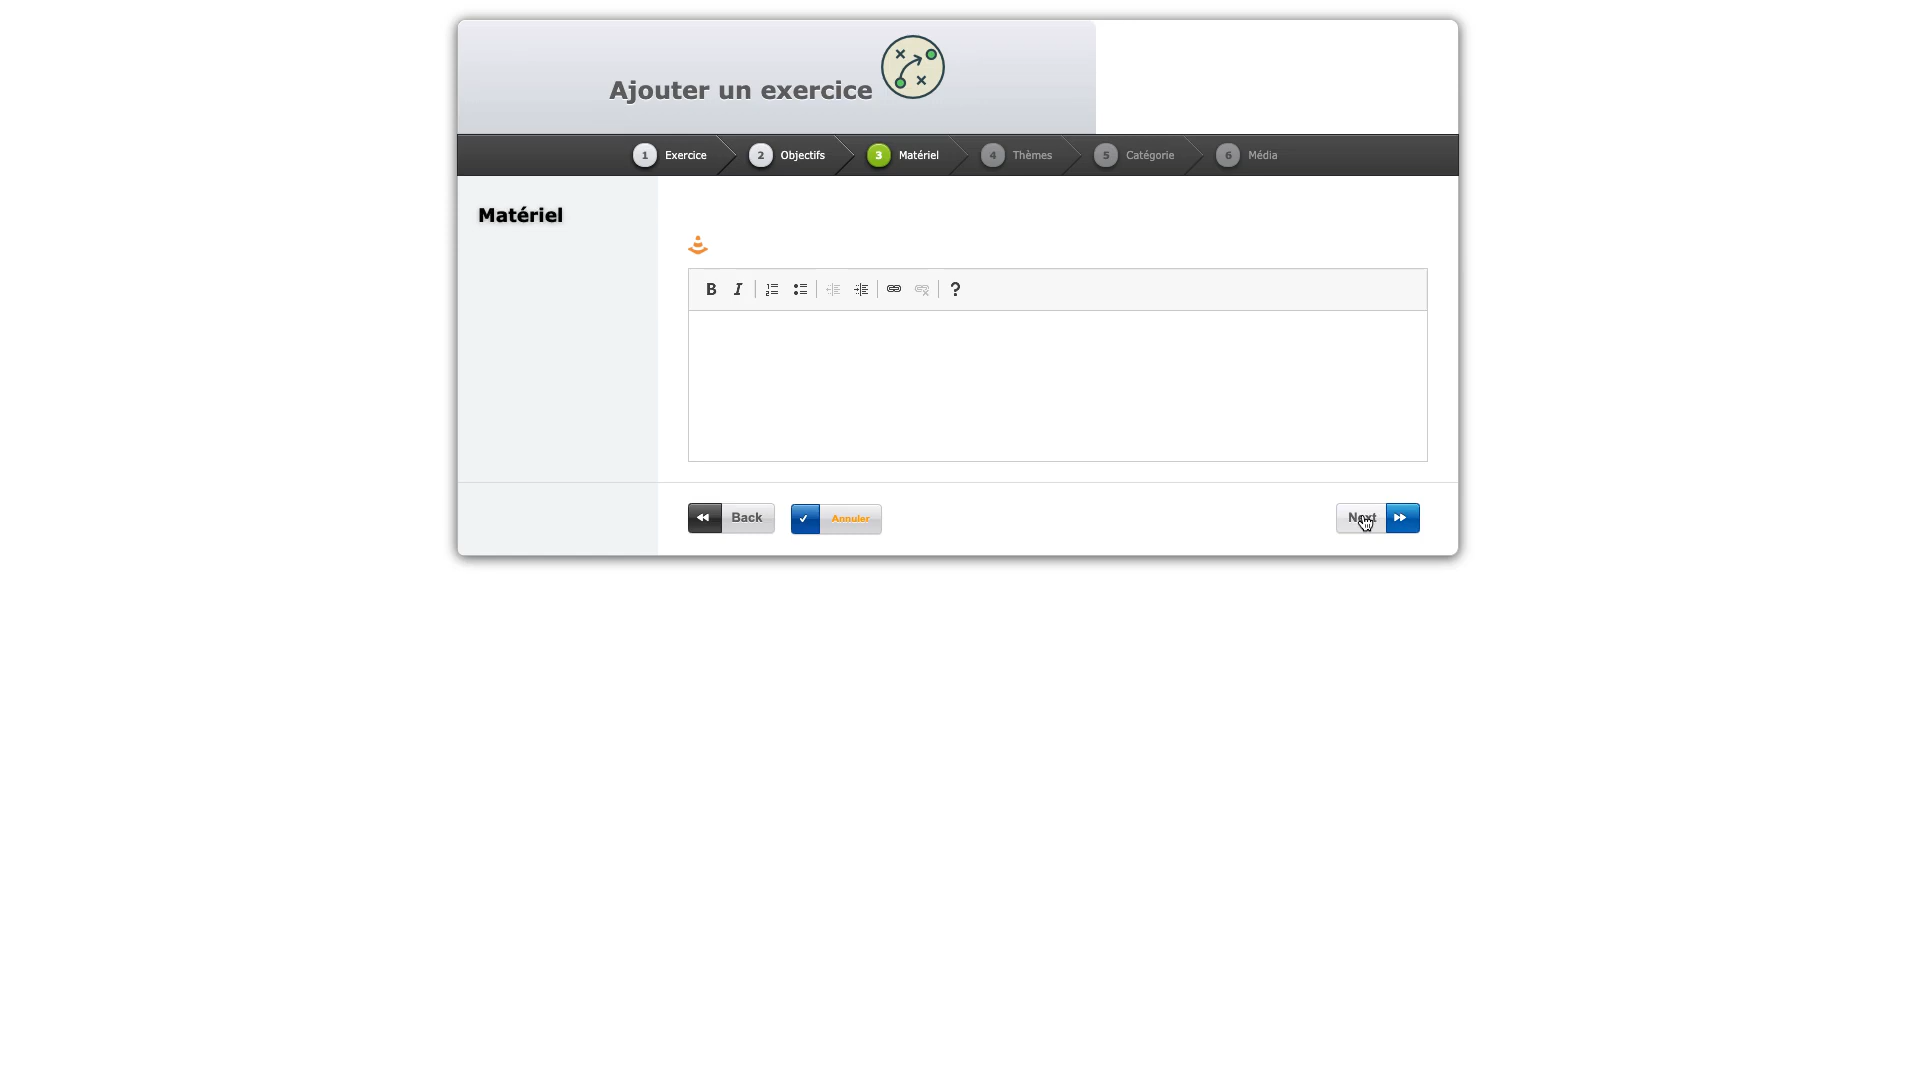 Ajouter un exercice
1 Exercice 2 Objectifs 3 Matériel 4 Thèmes 5 Catégorie 6 Média
Matériel
B I ?
Back Annuler Next